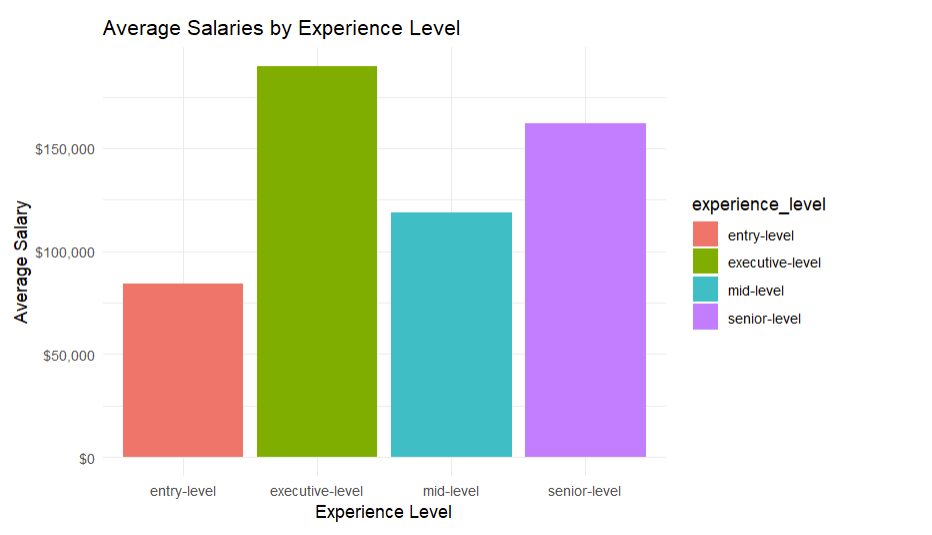 Average Salaries by Experience Level
Average Salary
$150,000
$100,000
$50,000
$0
entry-level executive-level mid-level senior-level
Experience Level
experience_level
entry-level
executive-level
mid-level
senior-level